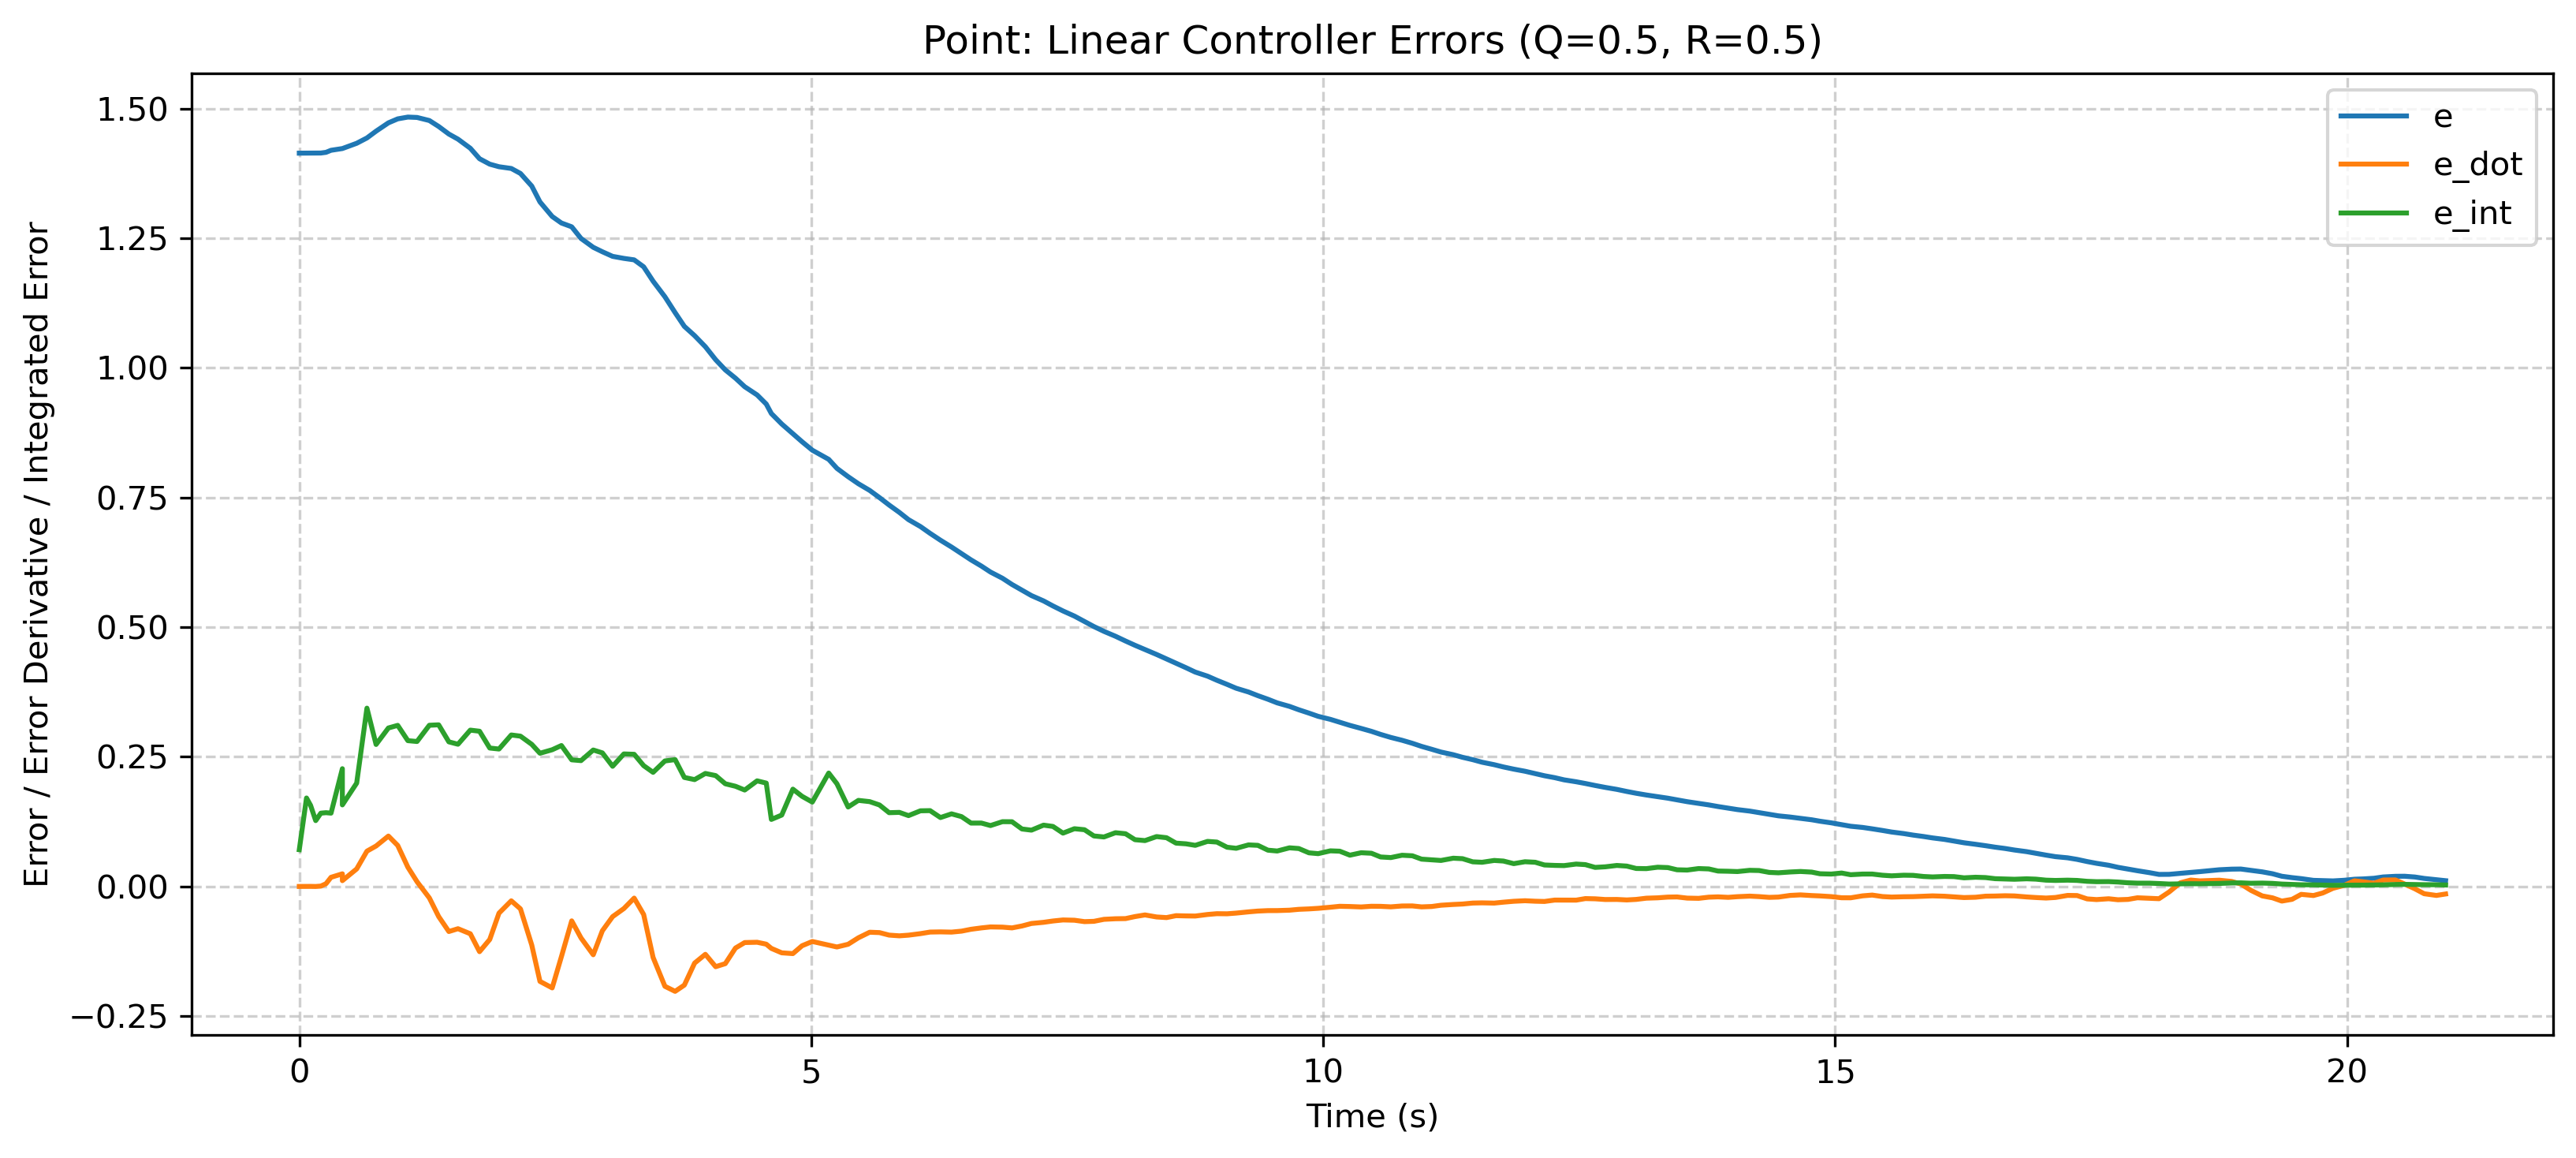 Point: Linear Controller Errors (Q=0.5, R=0.5)
Error / Error Derivative / Integrated Error
1.50
1.25
1.00
0.75
0.50
0.25
0.00
−0.25
e
e_dot
e_int
0
5
10
15
20
Time (s)